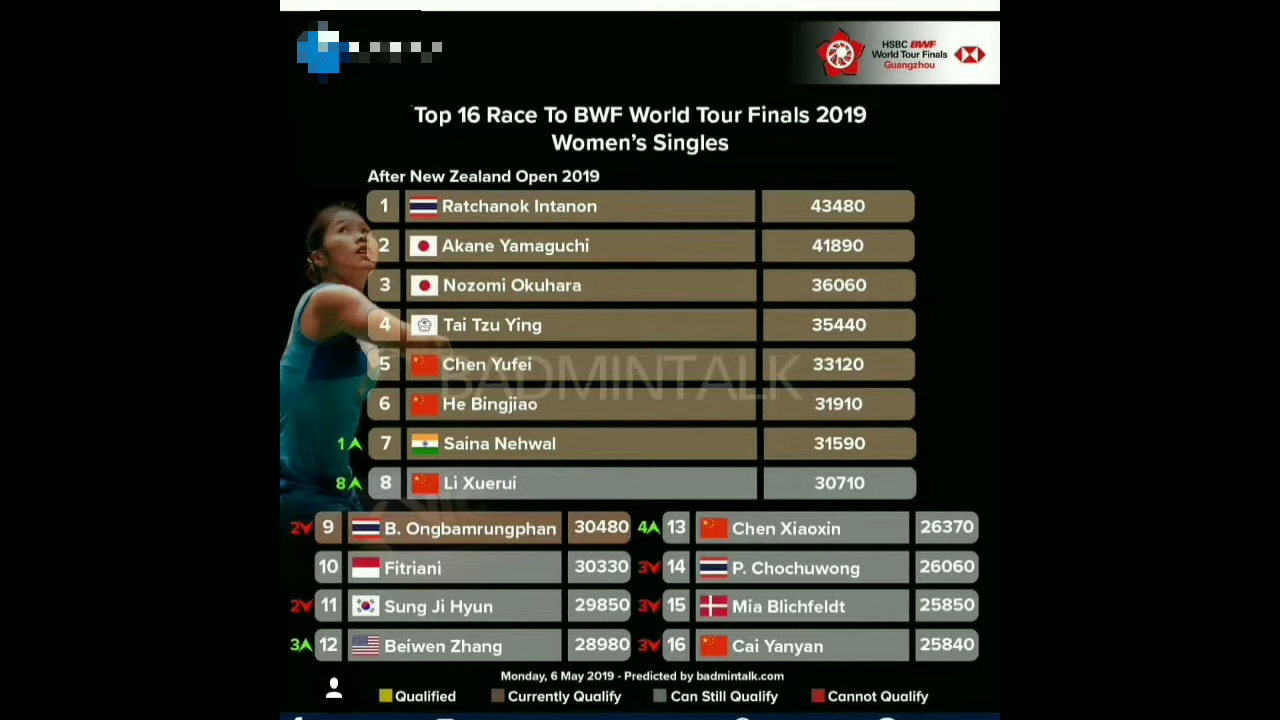 HSBC BWF
World Tour Finals
Guangzhou
Top 16 Race To BWF World Tour Finals 2019
Women's Singles
After New Zealand Open 2019
1 Ratchanok Intanon 43480
2 Akane Yamaguchi 41890
3 Nozomi Okuhara 36060
4 Tai Tzu Ying 35440
5 Chen Yufei 33120
BADMINTALK
6 He Bingjiao 31910
1 7 Saina Nehwal 31590
8 8 Li Xuerui 30710
2 9 B. Ongbamrungphan 30480 4 13 Chen Xiaoxin 26370
10 Fitriani 30330 3 14 P. Chochuwong 26060
2 11 Sung Ji Hyun 29850 3 15 Mia Blichfeldt 25850
3 12 Beiwen Zhang 28980 3 16 Cai Yanyan 25840
Monday, 6 May 2019 - Predicted by badmintalk.com
Qualified Currently Qualify Can Still Qualify Cannot Qualify